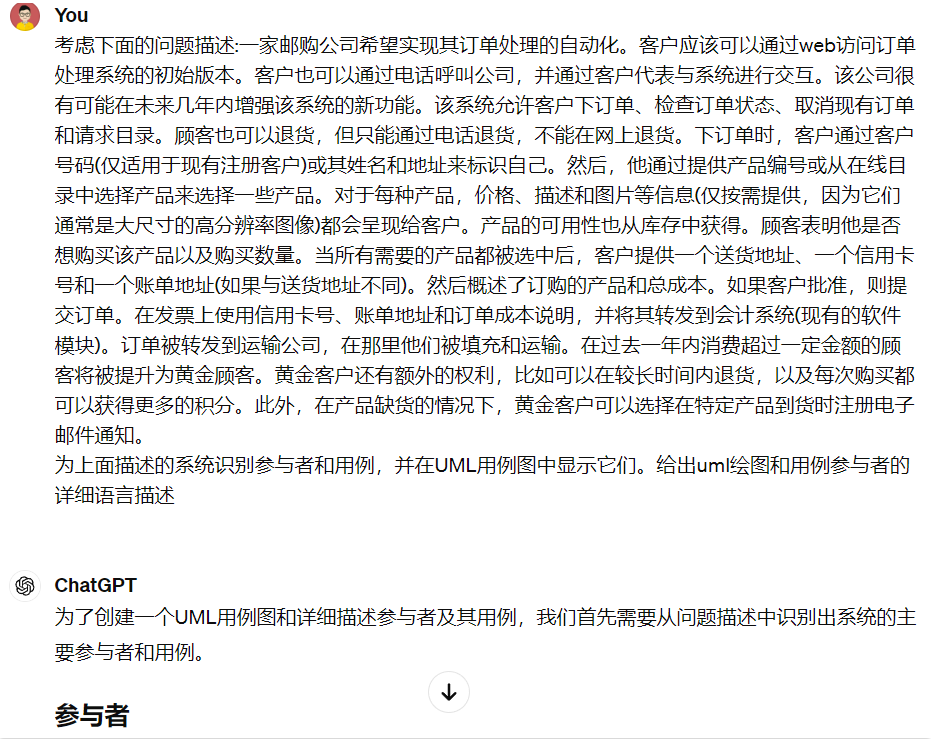 You
考虑下面的问题描述:一家邮购公司希望实现其订单处理的自动化。客户应该可以通过web访问订单
处理系统的初始版本。客户也可以通过电话呼叫公司，并通过客户代表与系统进行交互。该公司很
有可能在未来几年内增强该系统的新功能。该系统允许客户下订单、检查订单状态、取消现有订单
和请求目录。顾客也可以退货，但只能通过电话退货，不能在网上退货。下订单时，客户通过客户
号码(仅适用于现有注册客户)或其姓名和地址来标识自己。然后，他通过提供产品编号或从在线目
录中选择产品来选择一些产品。对于每种产品，价格、描述和图片等信息(仅按需提供，因为它们
通常是大尺寸的高分辨率图像)都会呈现给客户。产品的可用性也从库存中获得。顾客表明他是否
想购买该产品以及购买数量。当所有需要的产品都被选中后，客户提供一个送货地址、一个信用卡
号和一个账单地址(如果与送货地址不同)。然后概述了订购的产品和总成本。如果客户批准，则提
交订单。在发票上使用信用卡号、账单地址和订单成本说明，并将其转发到会计系统(现有的软件
模块)。订单被转发到运输公司，在那里他们被填充和运输。在过去一年内消费超过一定金额的顾
客将被提升为黄金顾客。黄金客户还有额外的权利，比如可以在较长时间内退货，以及每次购买都
可以获得更多的积分。此外，在产品缺货的情况下，黄金客户可以选择在特定产品到货时注册电子
邮件通知。
为上面描述的系统识别参与者和用例，并在UML用例图中显示它们。给出uml绘图和用例参与者的
详细语言描述
ChatGPT
为了创建一个UML用例图和详细描述参与者及其用例，我们首先需要从问题描述中识别出系统的主
要参与者和用例。
参与者